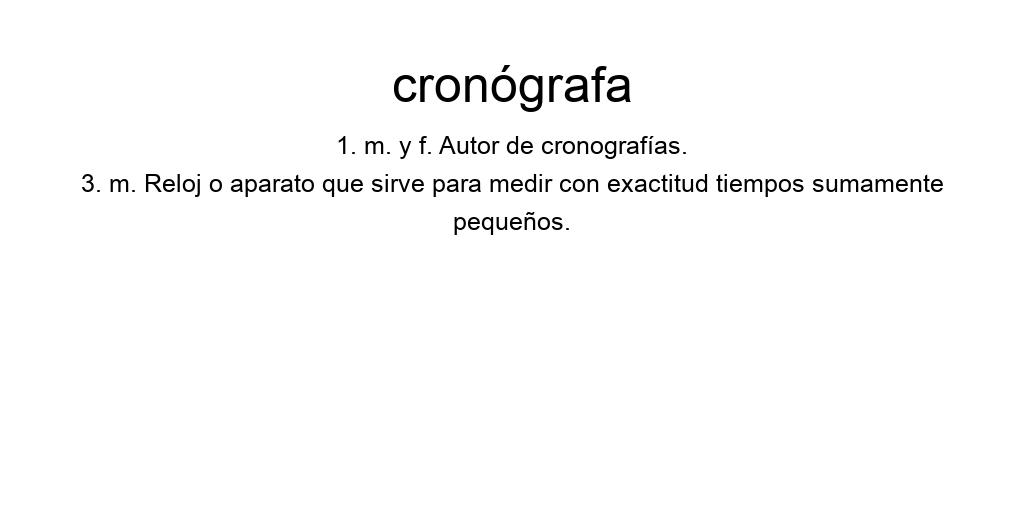 cronógrafa
1. m. y f. Autor de cronografías.
3. m. Reloj o aparato que sirve para medir con exactitud tiempos sumamente
pequeños.